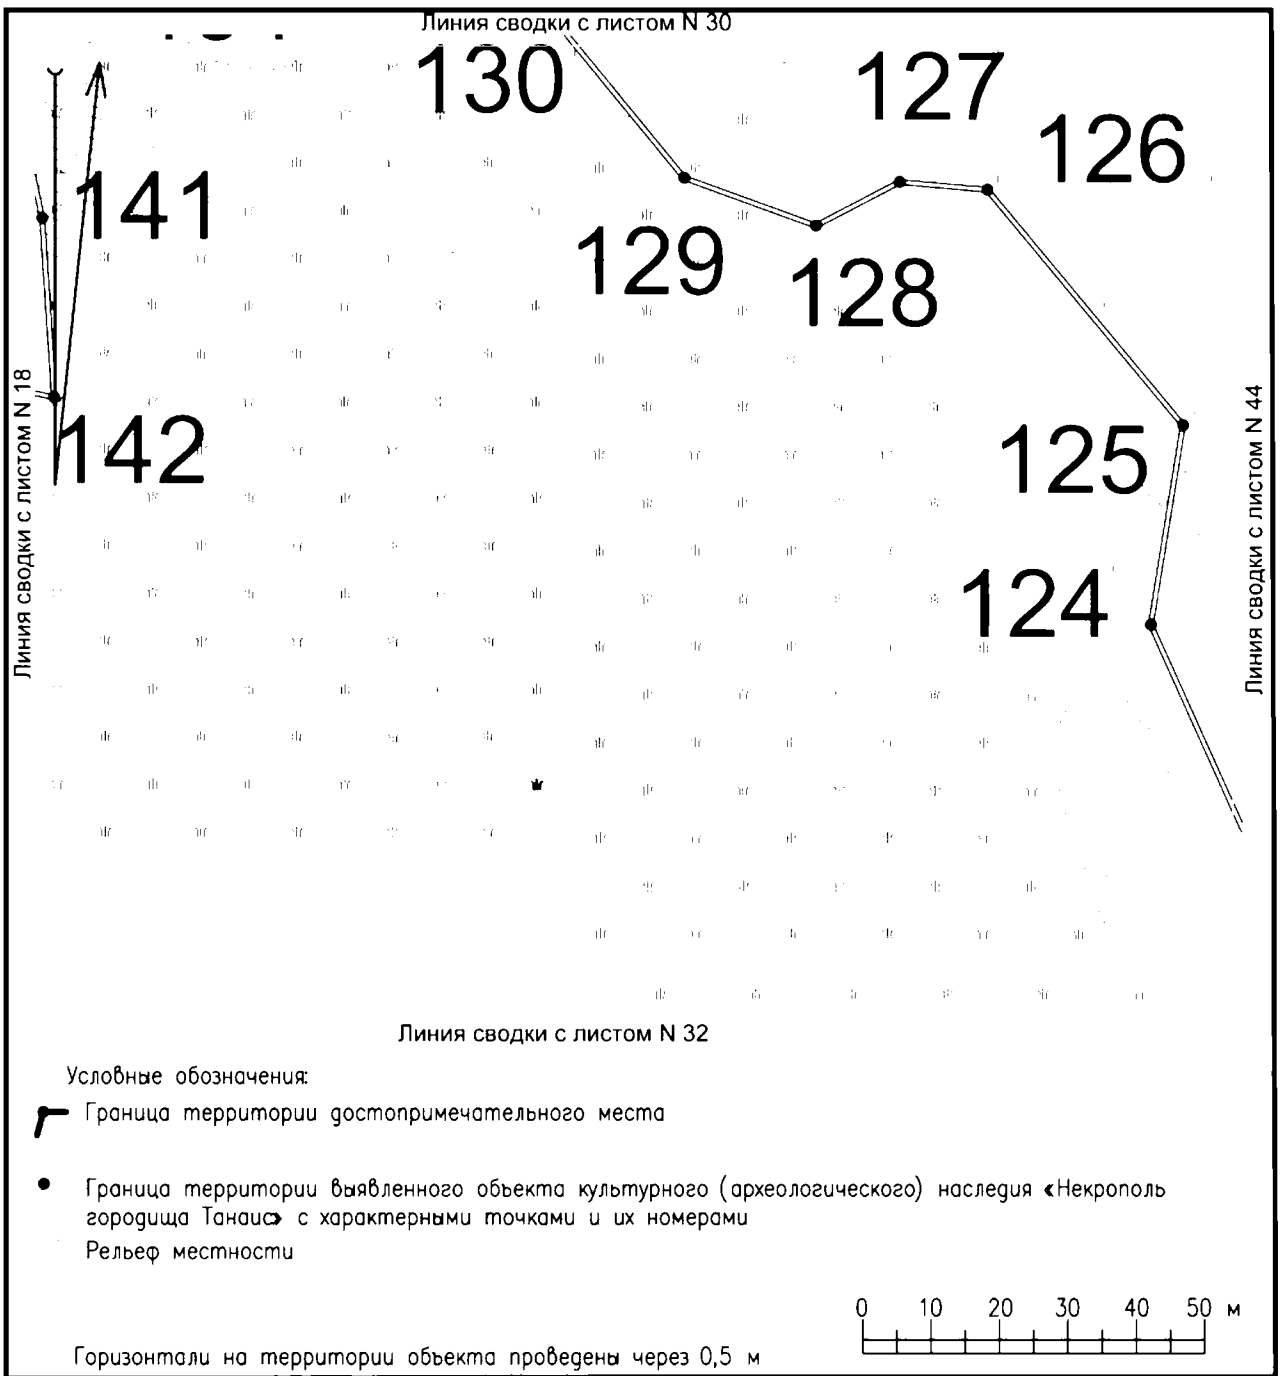 Линия сводки с листом N 30
130
127
126
141
129
128
Линия сводки с листом N 18
142
125
Линия сводки с листом N 44
124
Линия сводки с листом N 32
Условные обозначения:
Граница территории достопримечательного места
Граница территории выявленного объекта культурного (археологического) наследия «Некрополь
городища Танаис» с характерными точками и их номерами
Рельеф местности
0 10 20 30 40 50 м
Горизонтали на территории объекта проведены через 0,5 м